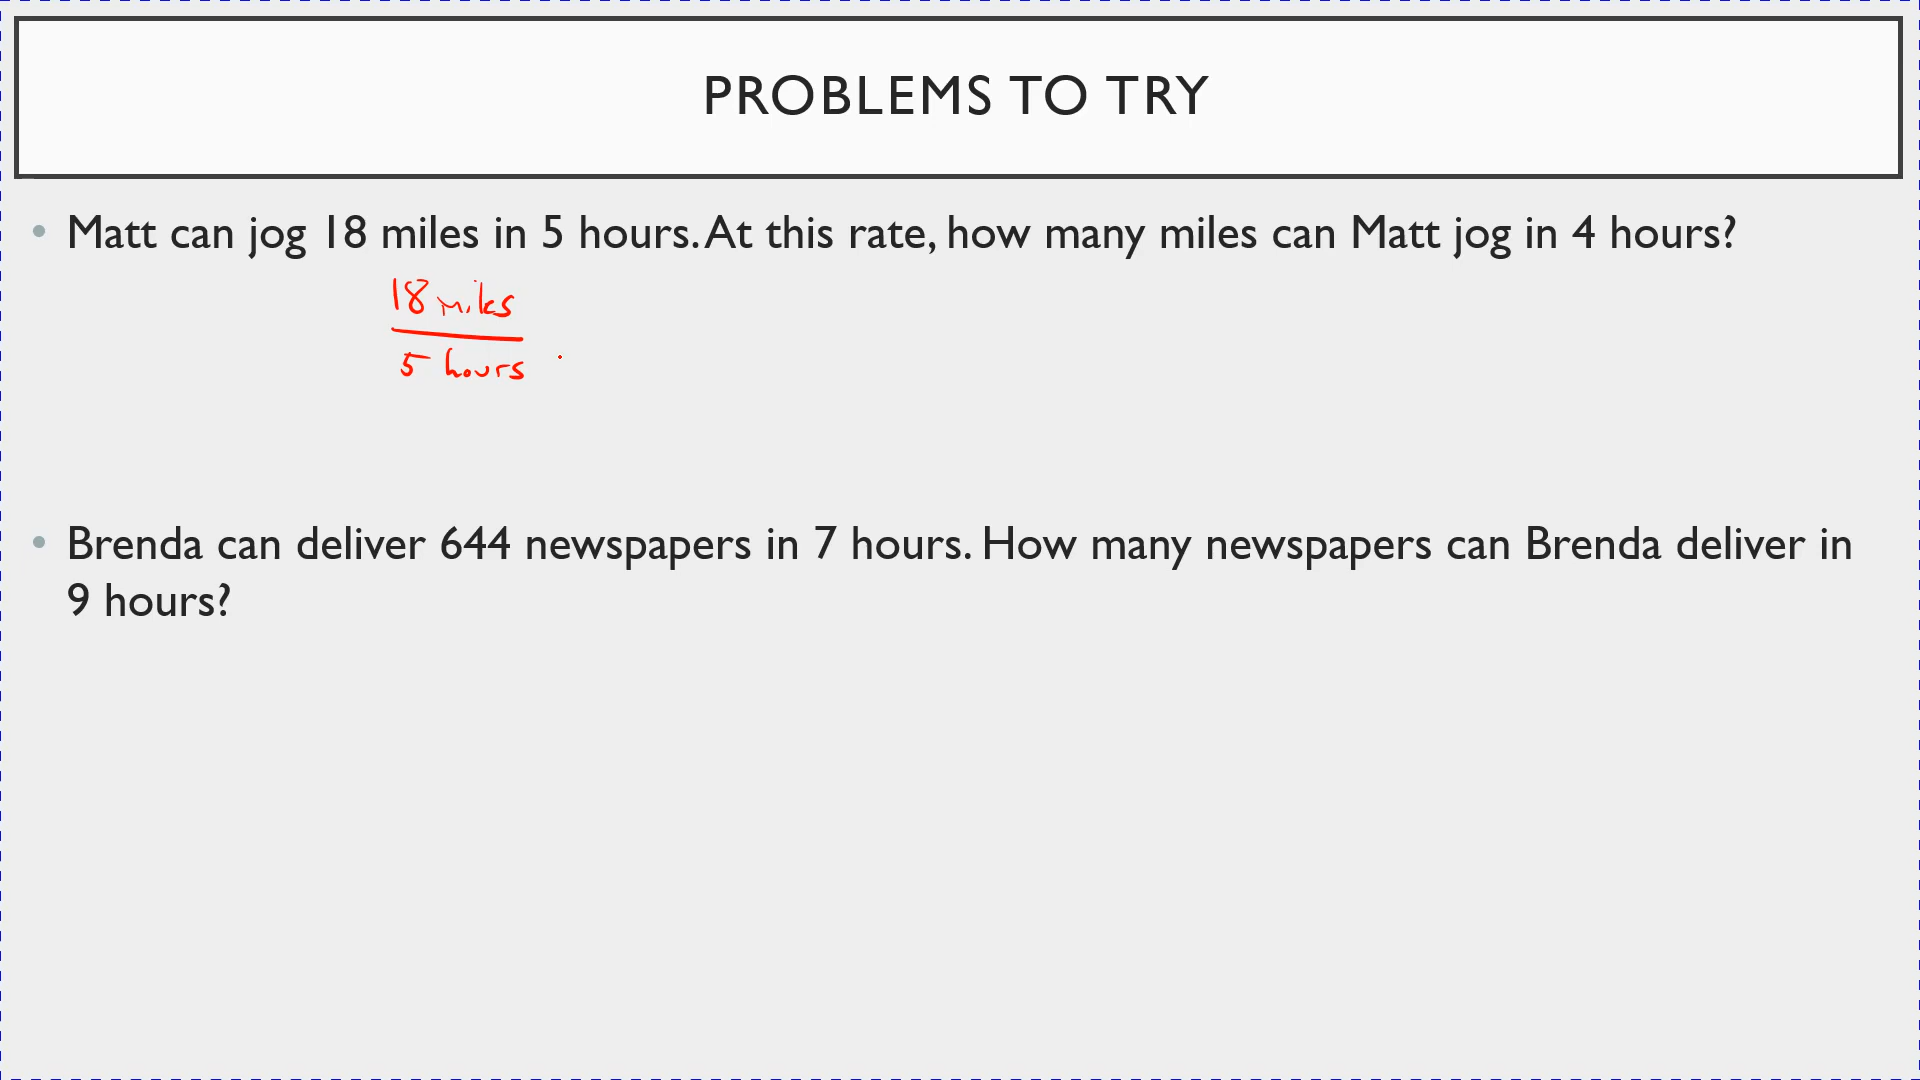 PROBLEMS TO TRY
• Matt can jog 18 miles in 5 hours. At this rate, how many miles can Matt jog in 4 hours?
18 miles
5 hours
• Brenda can deliver 644 newspapers in 7 hours. How many newspapers can Brenda deliver in
9 hours?